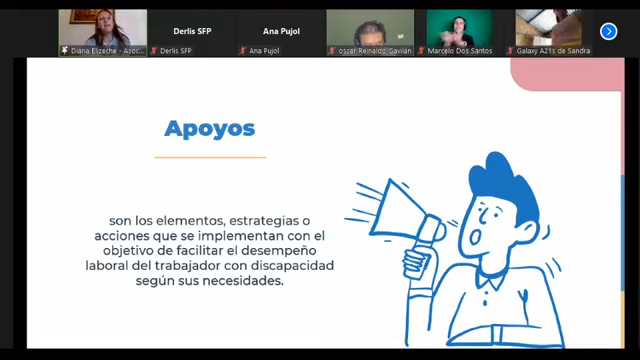 Derlis SFP
Ana Pujol
Diana Elizeche - Asoc...
Derlis SFP
Ana Pujol
oscar Reinaldo Gavilán
Marcelo Dos Santos
Galaxy A21s de Sandra
Apoyos
son los elementos, estrategias o
acciones que se implementan con el
objetivo de facilitar el desempeño
laboral del trabajador con discapacidad
según sus necesidades.